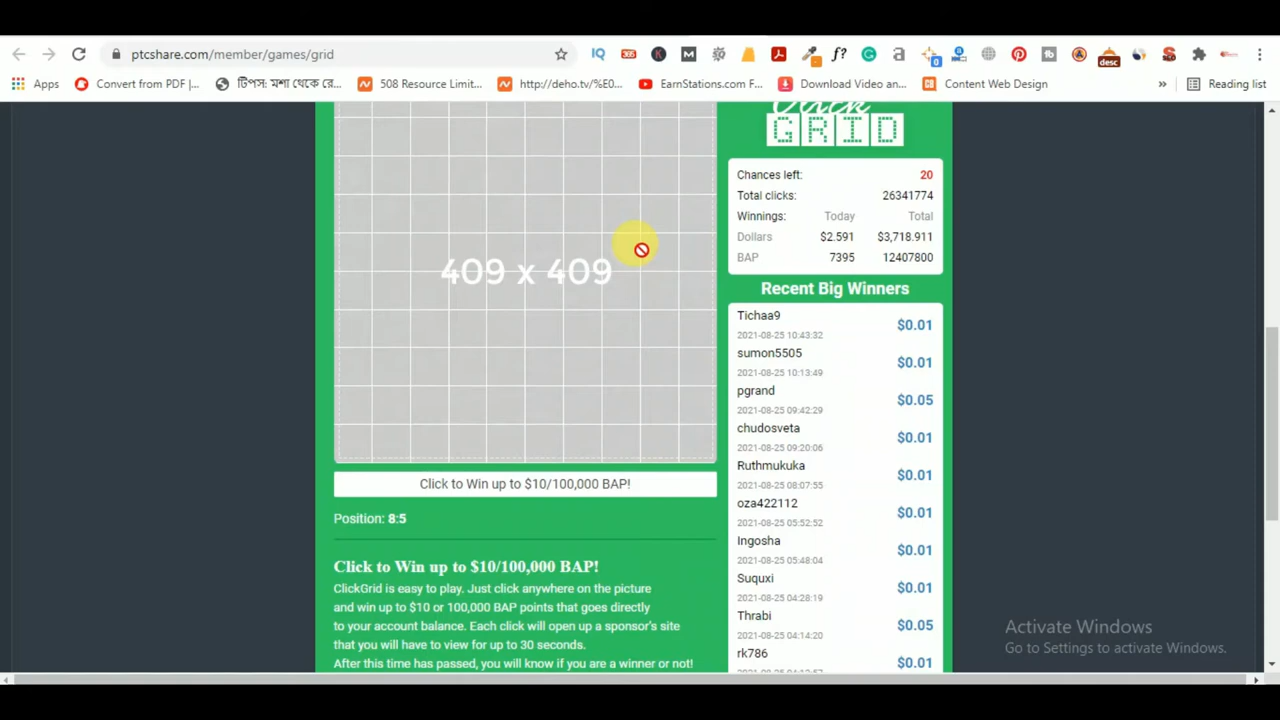 ptcshare.com/member/games/grid
Apps
Convert from PDF |...
টিপস: মশা থেকে রে...
508 Resource Limit...
http://deho.tv/%E0...
EarnStations.com F...
Download Video an...
Content Web Design
Reading list
Click
GRID
Chances left: 20
Total clicks: 26341774
Winnings: Today Total
Dollars $2.591 $3,718.911
BAP 7395 12407800
409 x 409
Recent Big Winners
Tichaa9
2021-08-25 10:43:32
$0.01
sumon5505
2021-08-25 10:13:49
$0.01
pgrand
2021-08-25 09:42:29
$0.05
chudosveta
2021-08-25 09:20:06
$0.01
Ruthmukuka
2021-08-25 08:07:55
$0.01
oza422112
2021-08-25 05:52:52
$0.01
Ingosha
2021-08-25 05:48:04
$0.01
Suquxi
2021-08-25 04:28:19
$0.01
Thrabi
2021-08-25 04:14:20
$0.05
rk786
$0.01
Click to Win up to $10/100,000 BAP!
Position: 8:5
Click to Win up to $10/100,000 BAP!
ClickGrid is easy to play. Just click anywhere on the picture
and win up to $10 or 100,000 BAP points that goes directly
to your account balance. Each click will open up a sponsor's site
that you will have to view for up to 30 seconds.
After this time has passed, you will know if you are a winner or not!
Activate Windows
Go to Settings to activate Windows.